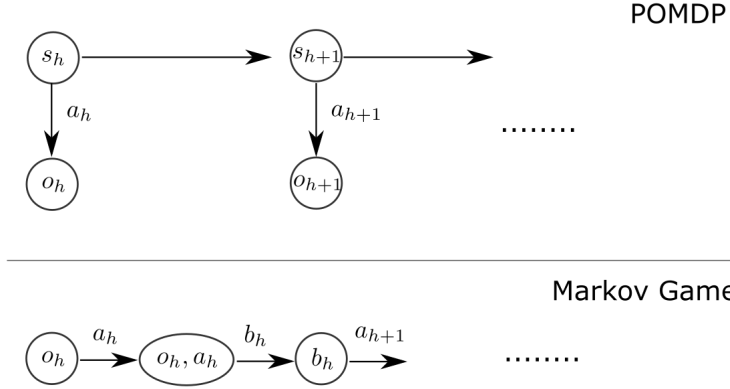 POMDP
s_h s_{h+1}
a_h a_{h+1}
........
o_h o_{h+1}
Markov Game
a_h b_h a_{h+1}
o_h o_h, a_h b_h ........